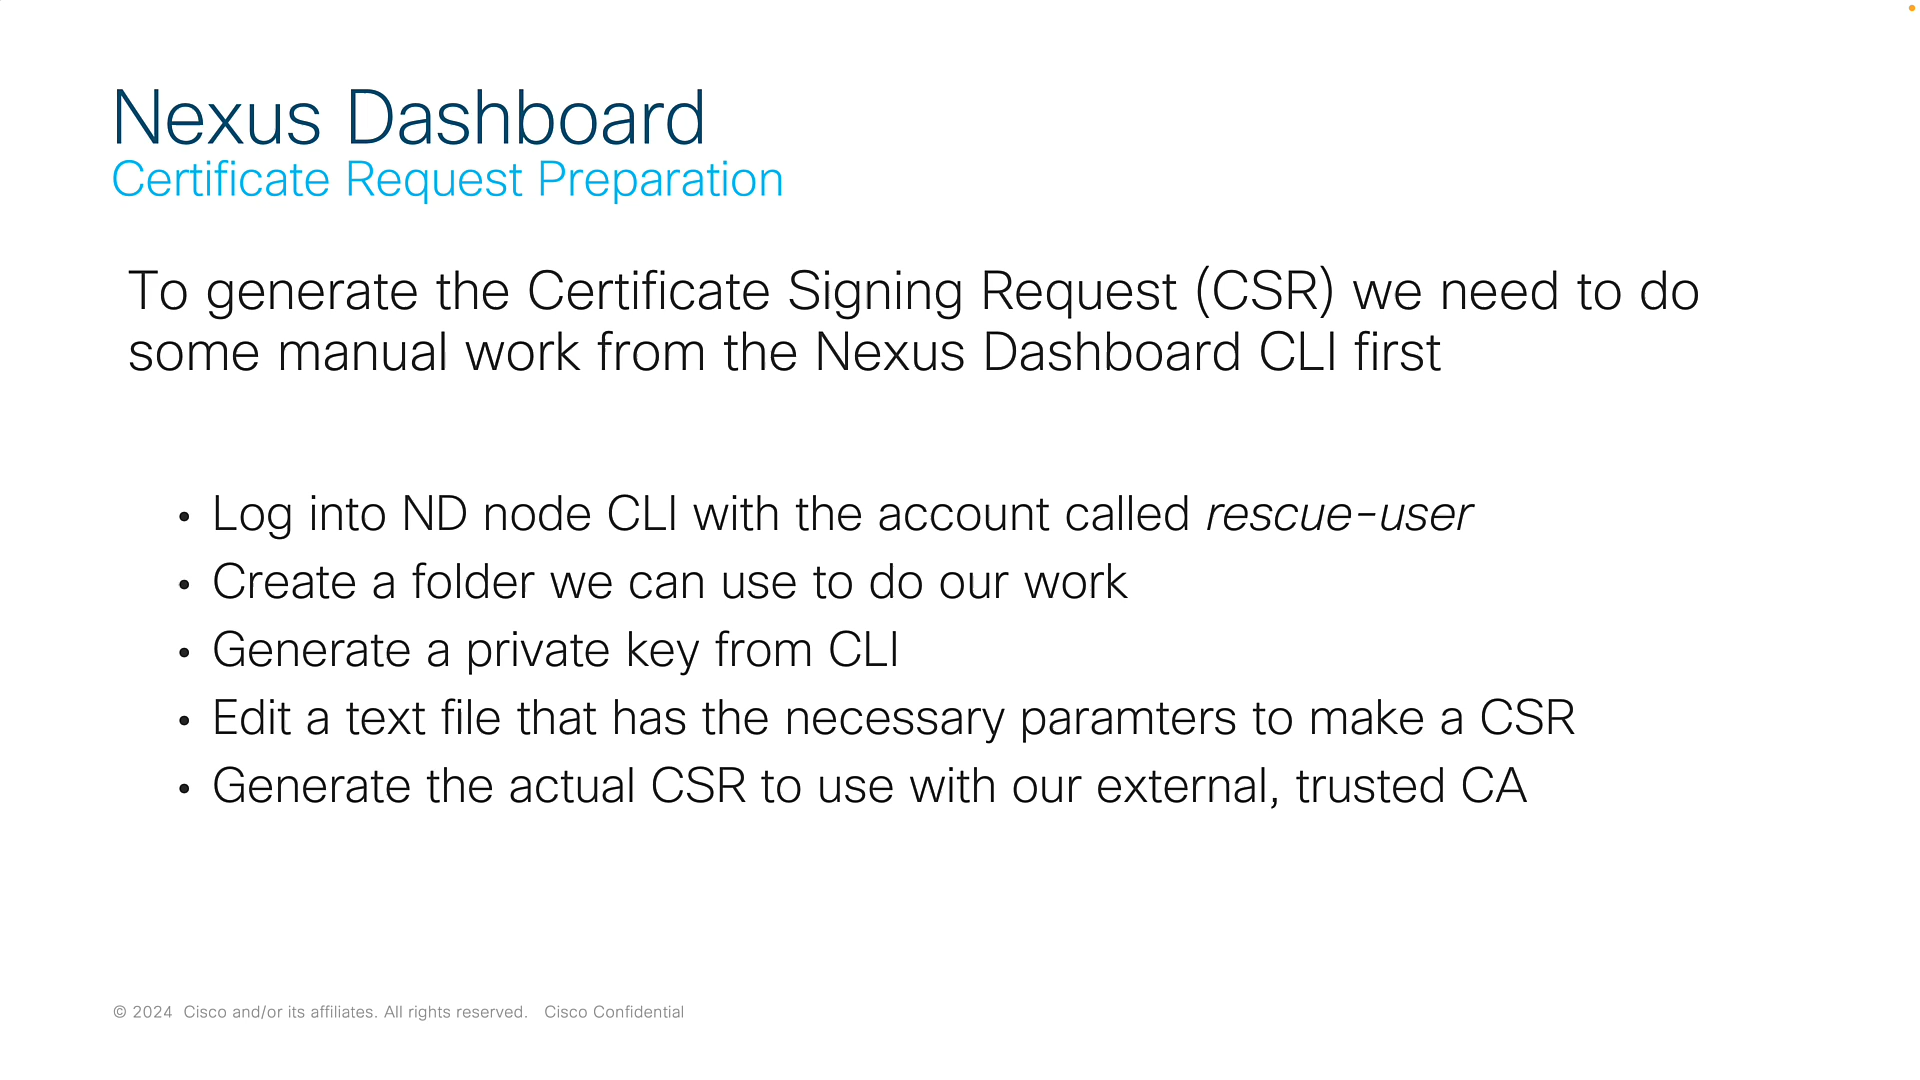 Nexus Dashboard
Certificate Request Preparation
To generate the Certificate Signing Request (CSR) we need to do
some manual work from the Nexus Dashboard CLI first
• Log into ND node CLI with the account called rescue-user
• Create a folder we can use to do our work
• Generate a private key from CLI
• Edit a text file that has the necessary paramters to make a CSR
• Generate the actual CSR to use with our external, trusted CA
© 2024 Cisco and/or its affiliates. All rights reserved. Cisco Confidential